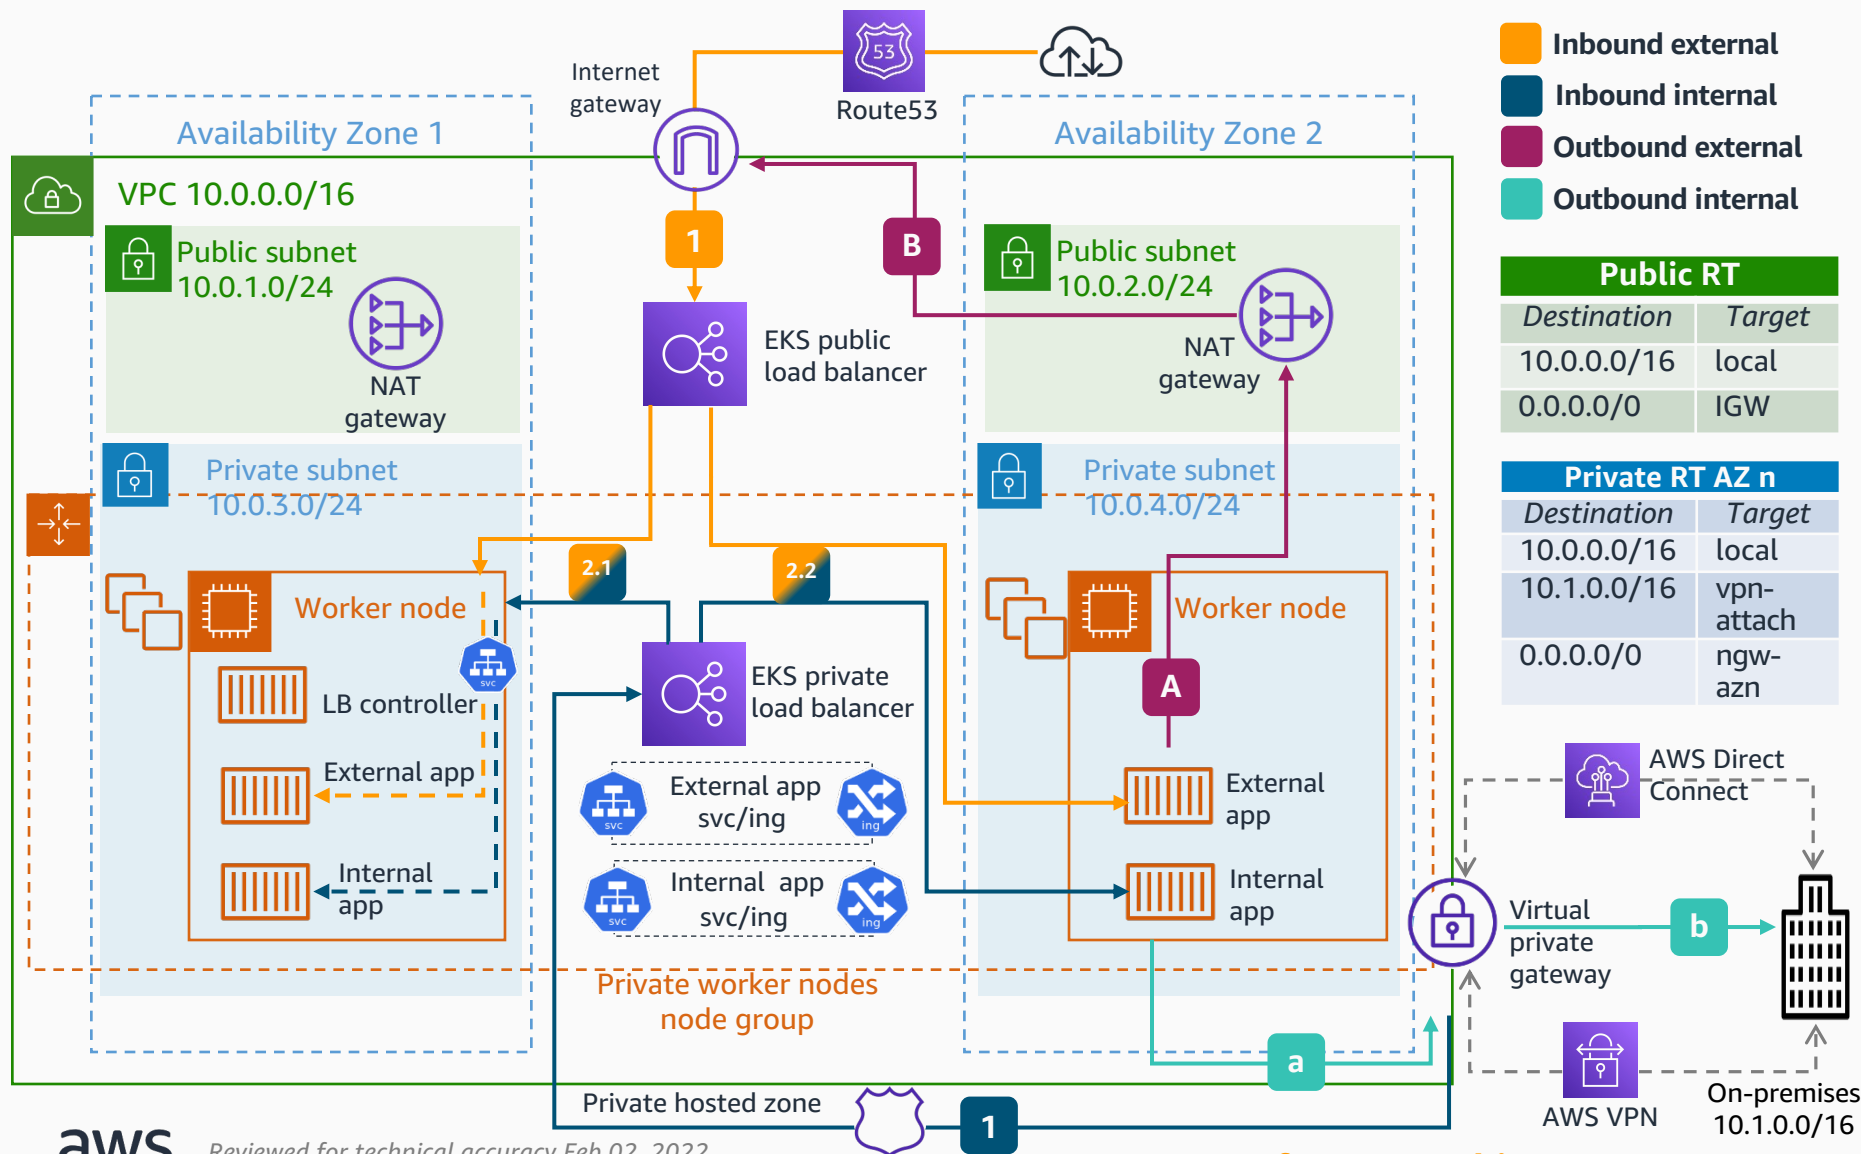 53
Route53
Internet
gateway
Inbound external
Inbound internal
Outbound external
Outbound internal
Availability Zone 1
Availability Zone 2
VPC 10.0.0.0/16
1
B
Public subnet
10.0.1.0/24
NAT
gateway
Public subnet
10.0.2.0/24
NAT
gateway
EKS public
load balancer
Public RT
Destination Target
10.0.0.0/16 local
0.0.0.0/0 IGW
Private RT AZ n
Destination Target
10.0.0.0/16 local
10.1.0.0/16 vpn-
attach
0.0.0.0/0 ngw-
azn
Private subnet
10.0.3.0/24
Private subnet
10.0.4.0/24
2.1
2.2
Worker node
svc
LB controller
External app
Internal
app
EKS private
load balancer
External app
svc/ing
svc
ing
Internal app
svc/ing
svc
ing
Worker node
A
External
app
Internal
app
Private worker nodes
node group
AWS Direct
Connect
Virtual
private
gateway
b
a
AWS VPN
On-premises
10.1.0.0/16
Private hosted zone
1
aws
Reviewed for technical accuracy Feb 02, 2022